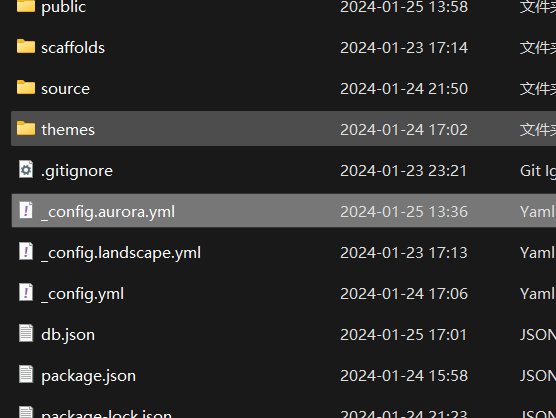 public 2024-01-25 13:58 文件夹
scaffolds 2024-01-23 17:14
source 2024-01-24 21:50 文件夹
themes 2024-01-24 17:02 文件夹
.gitignore 2024-01-23 23:21 Git Ig
_config.aurora.yml 2024-01-25 13:36 Yaml
_config.landscape.yml 2024-01-23 17:13 Yaml
_config.yml 2024-01-24 17:06 Yaml
db.json 2024-01-25 17:01 JSON
package.json 2024-01-24 15:58 JSON
package-lock.json 2024-01-24 21:23 JSON